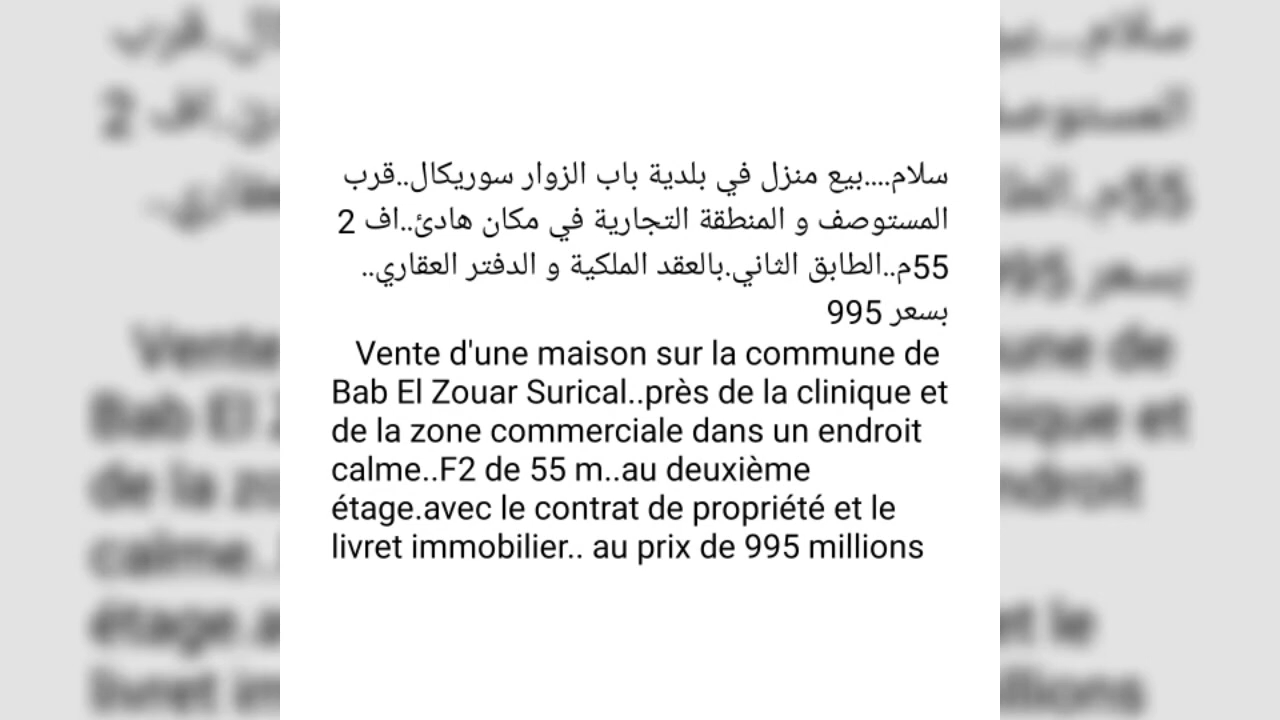 سلام....بيع منزل في بلدية باب الزوار سوريكال..قرب
المستوصف و المنطقة التجارية في مكان هادئ..اف 2
55م..الطابق الثاني.بالعقد الملكية و الدفتر العقاري..
بسعر 995
Vente d'une maison sur la commune de
Bab El Zouar Surical..près de la clinique et
de la zone commerciale dans un endroit
calme..F2 de 55 m..au deuxième
étage.avec le contrat de propriété et le
livret immobilier.. au prix de 995 millions